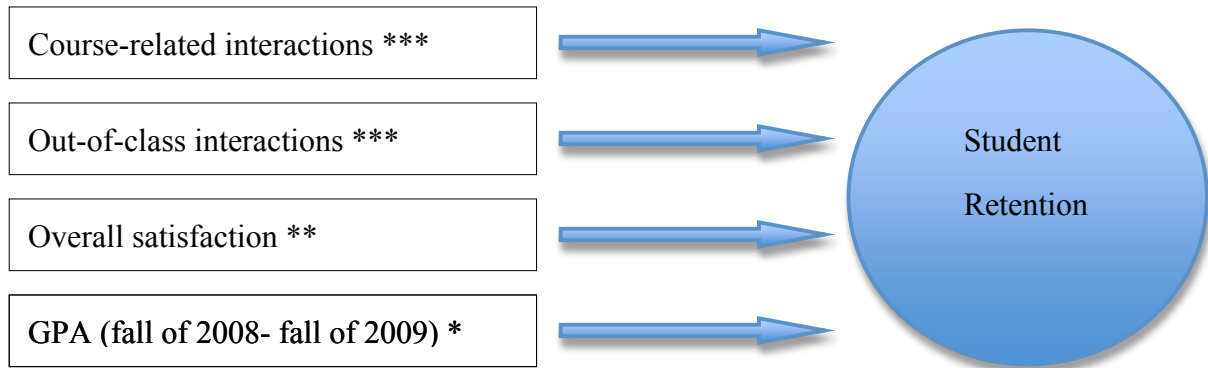 Course-related interactions ***
Out-of-class interactions ***
Student
Retention
Overall satisfaction **
GPA (fall of 2008- fall of 2009) *